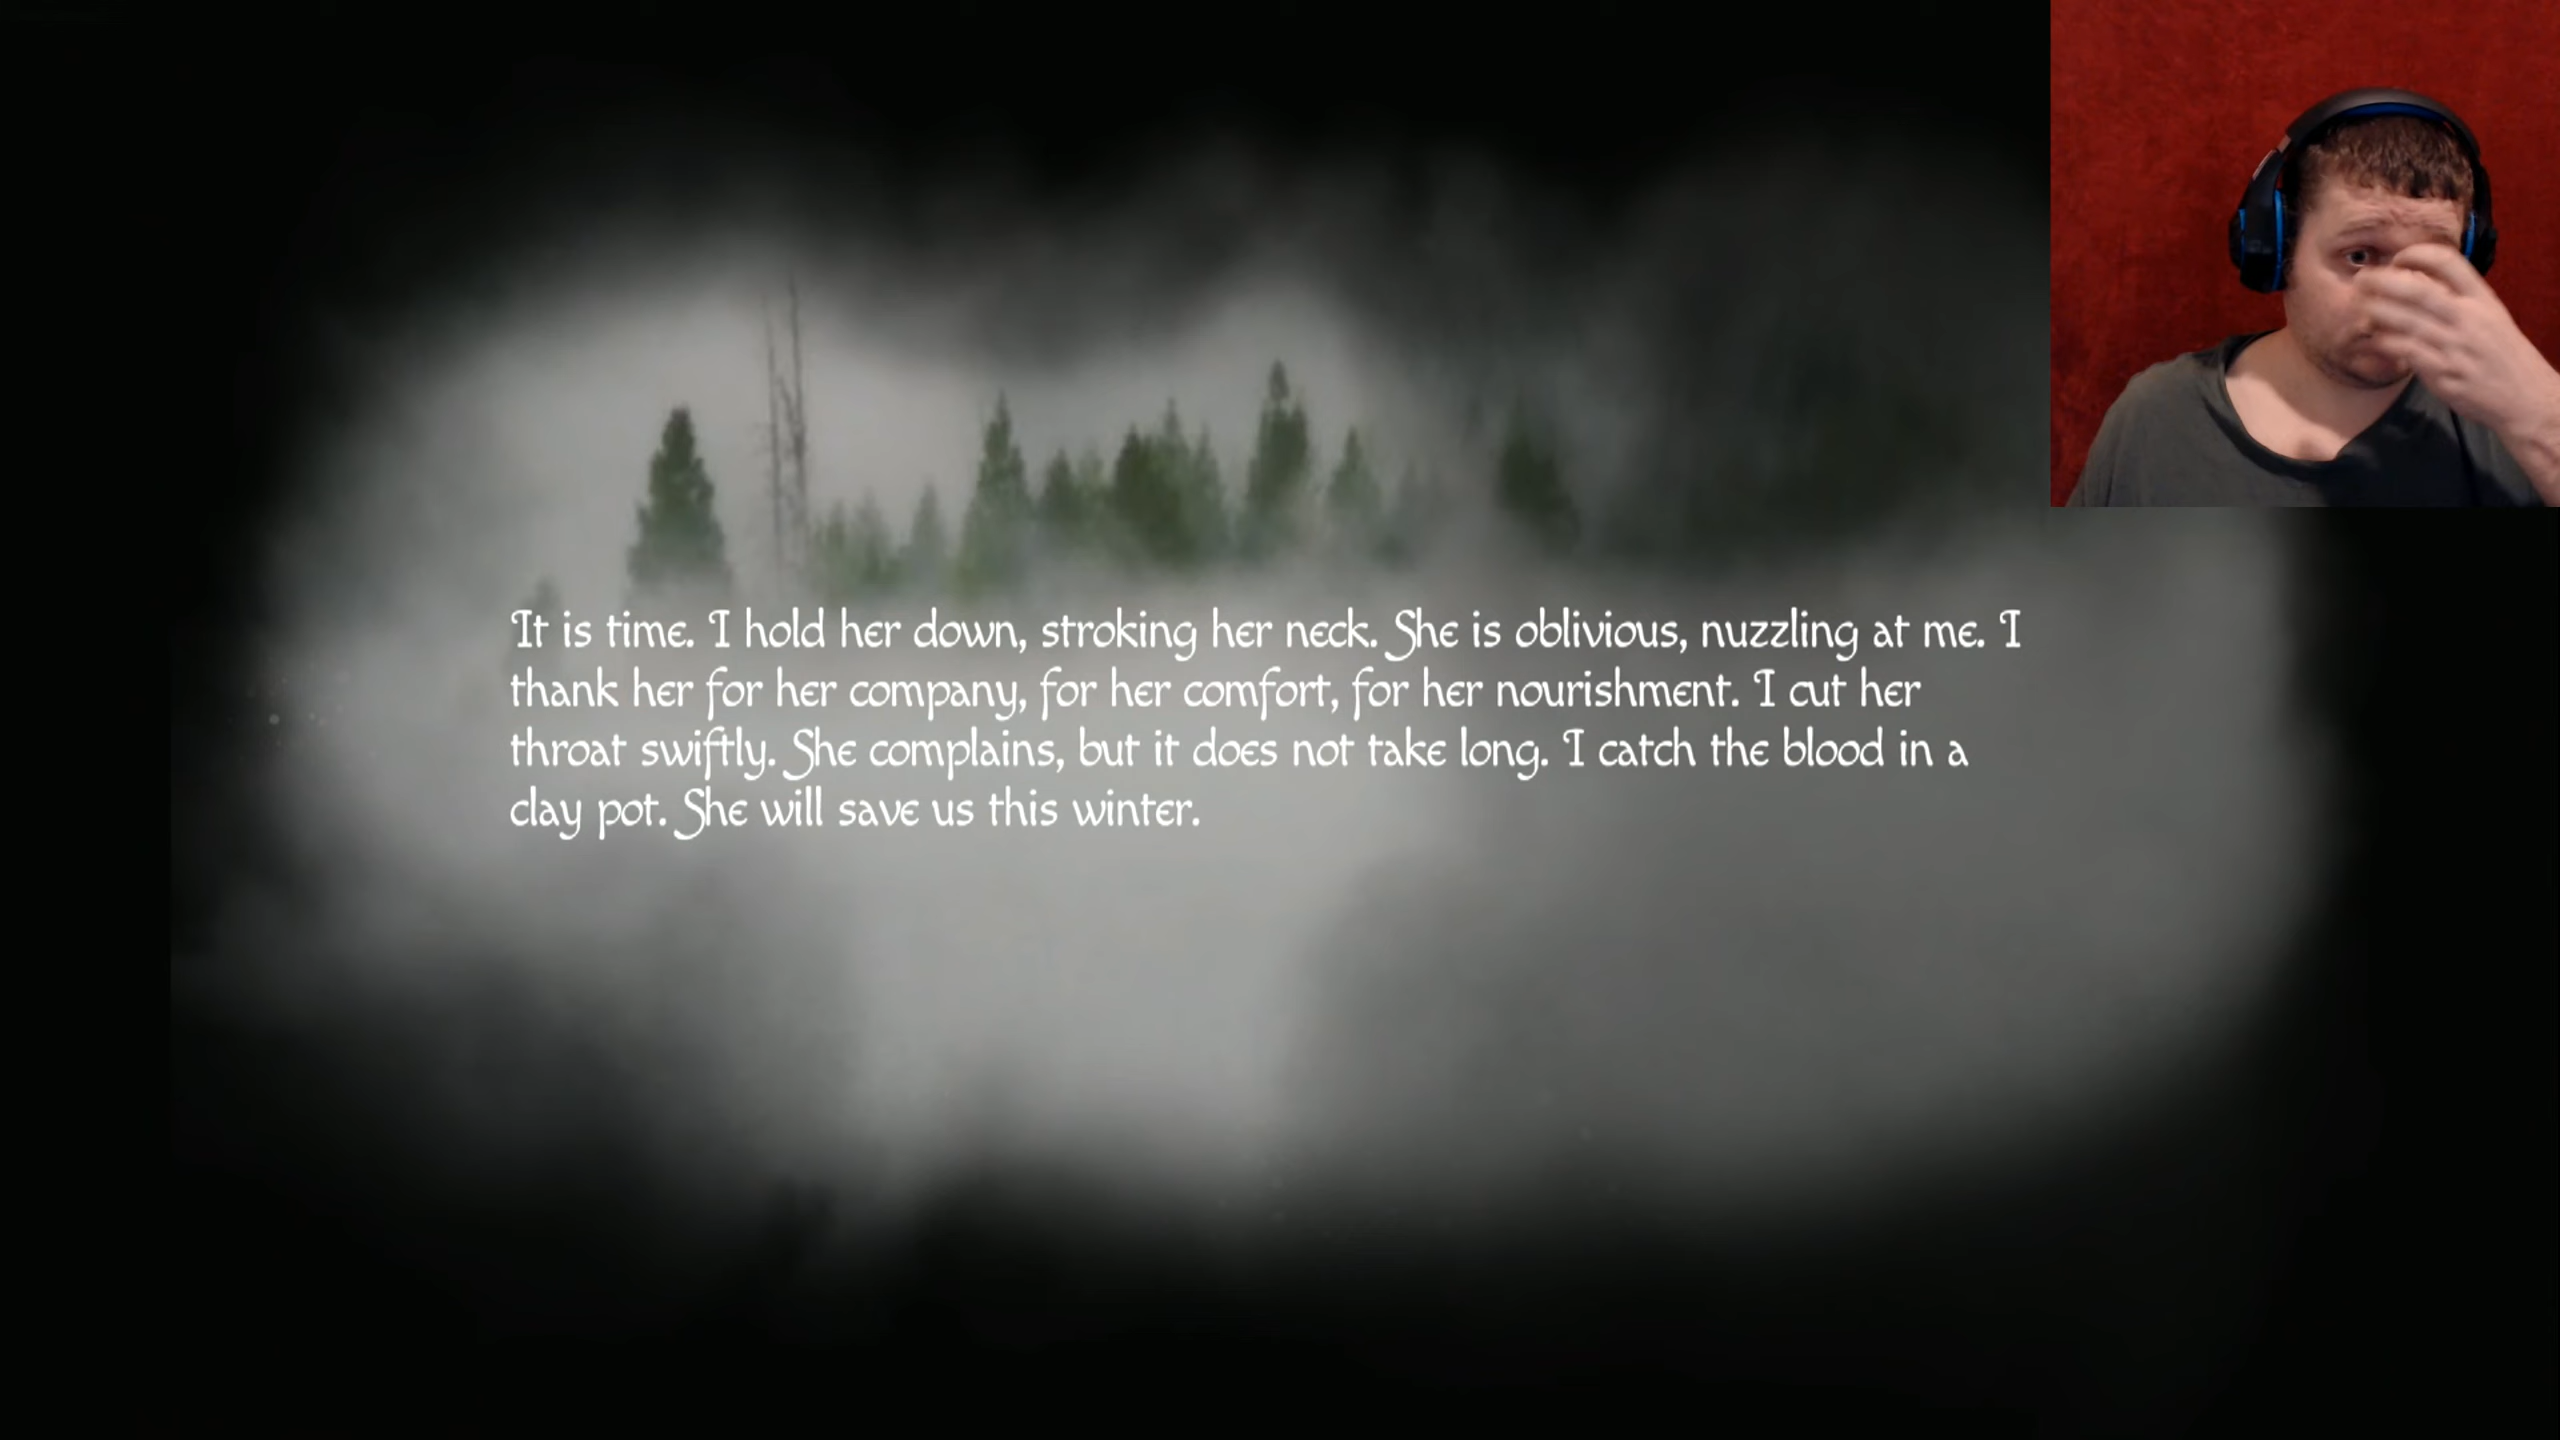 It is time. I hold her down, stroking her neck. She is oblivious, nuzzling at me. I
thank her for her company, for her comfort, for her nourishment. I cut her
throat swiftly. She complains, but it does not take long. I catch the blood in a
clay pot. She will save us this winter.